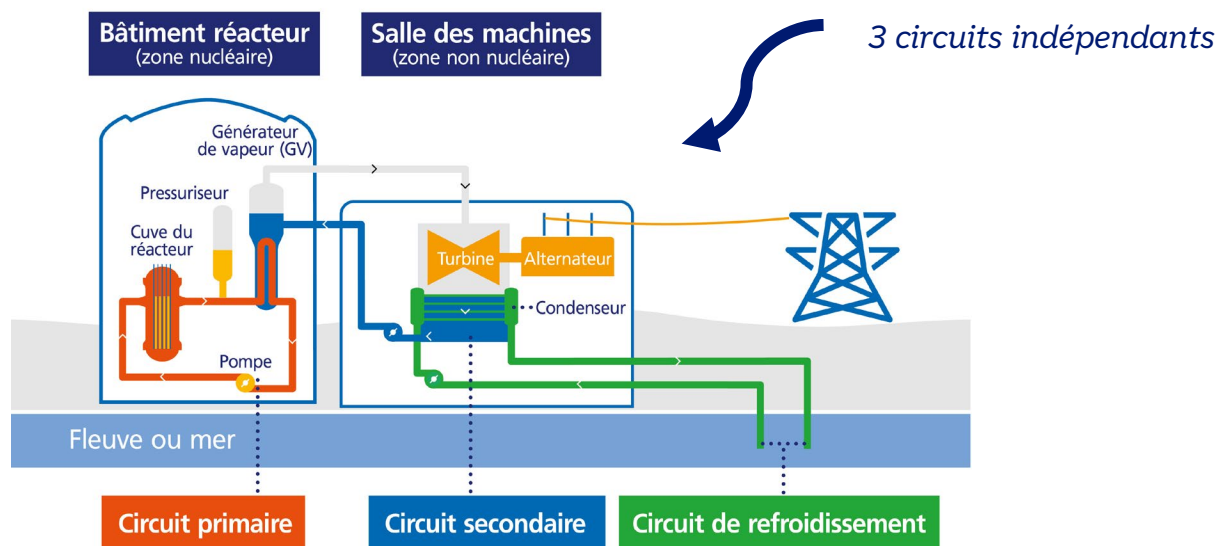 Bâtiment réacteur
(zone nucléaire)
Salle des machines
(zone non nucléaire)
3 circuits indépendants
Générateur
de vapeur (GV)
Pressuriseur
Cuve du
réacteur
Turbine
Alternateur
Condenseur
Pompe
Fleuve ou mer
Circuit primaire
Circuit secondaire
Circuit de refroidissement